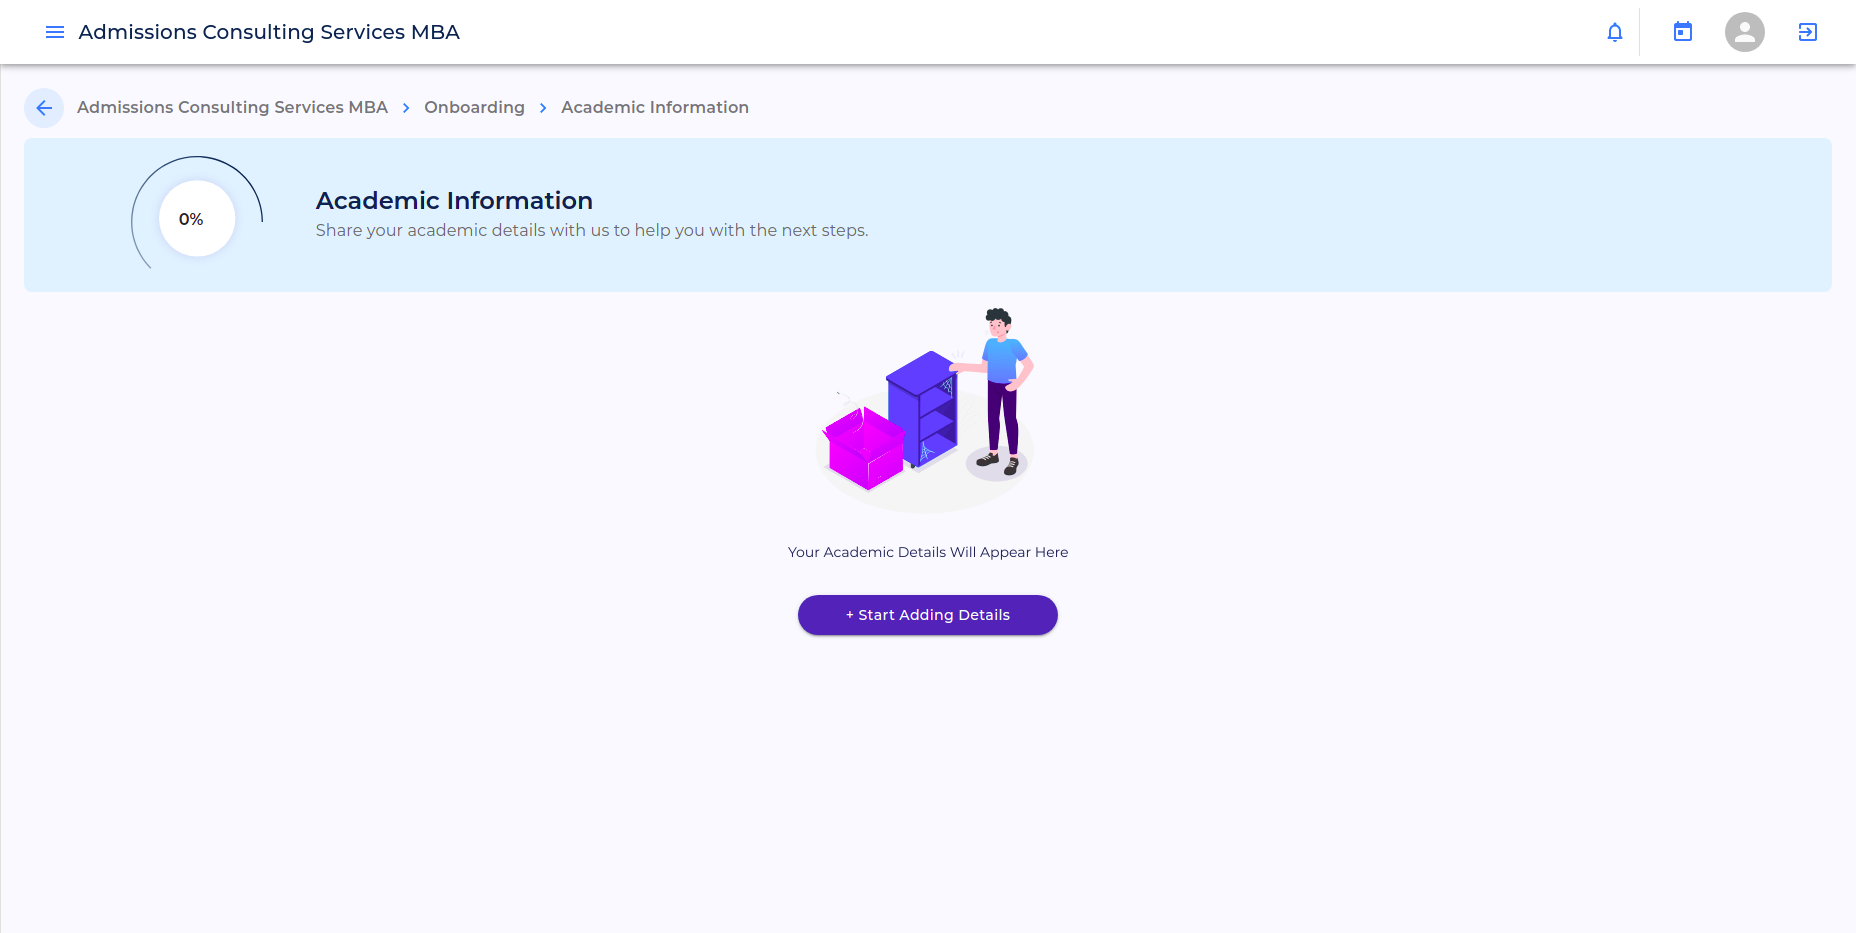 Admissions Consulting Services MBA
Admissions Consulting Services MBA Onboarding Academic Information
0%
Academic Information
Share your academic details with us to help you with the next steps.
Your Academic Details Will Appear Here
+ Start Adding Details